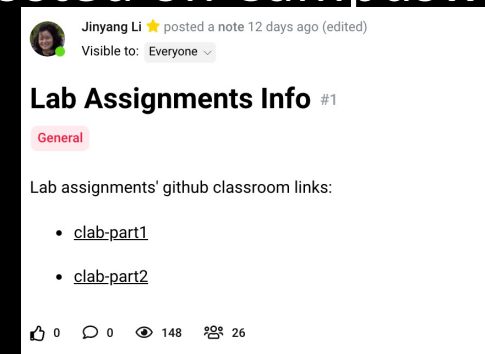 Jinyang Li posted a note 12 days ago (edited)
Visible to: Everyone
Lab Assignments Info #1
General
Lab assignments' github classroom links:
• clab-part1
• clab-part2
0 0 148 26